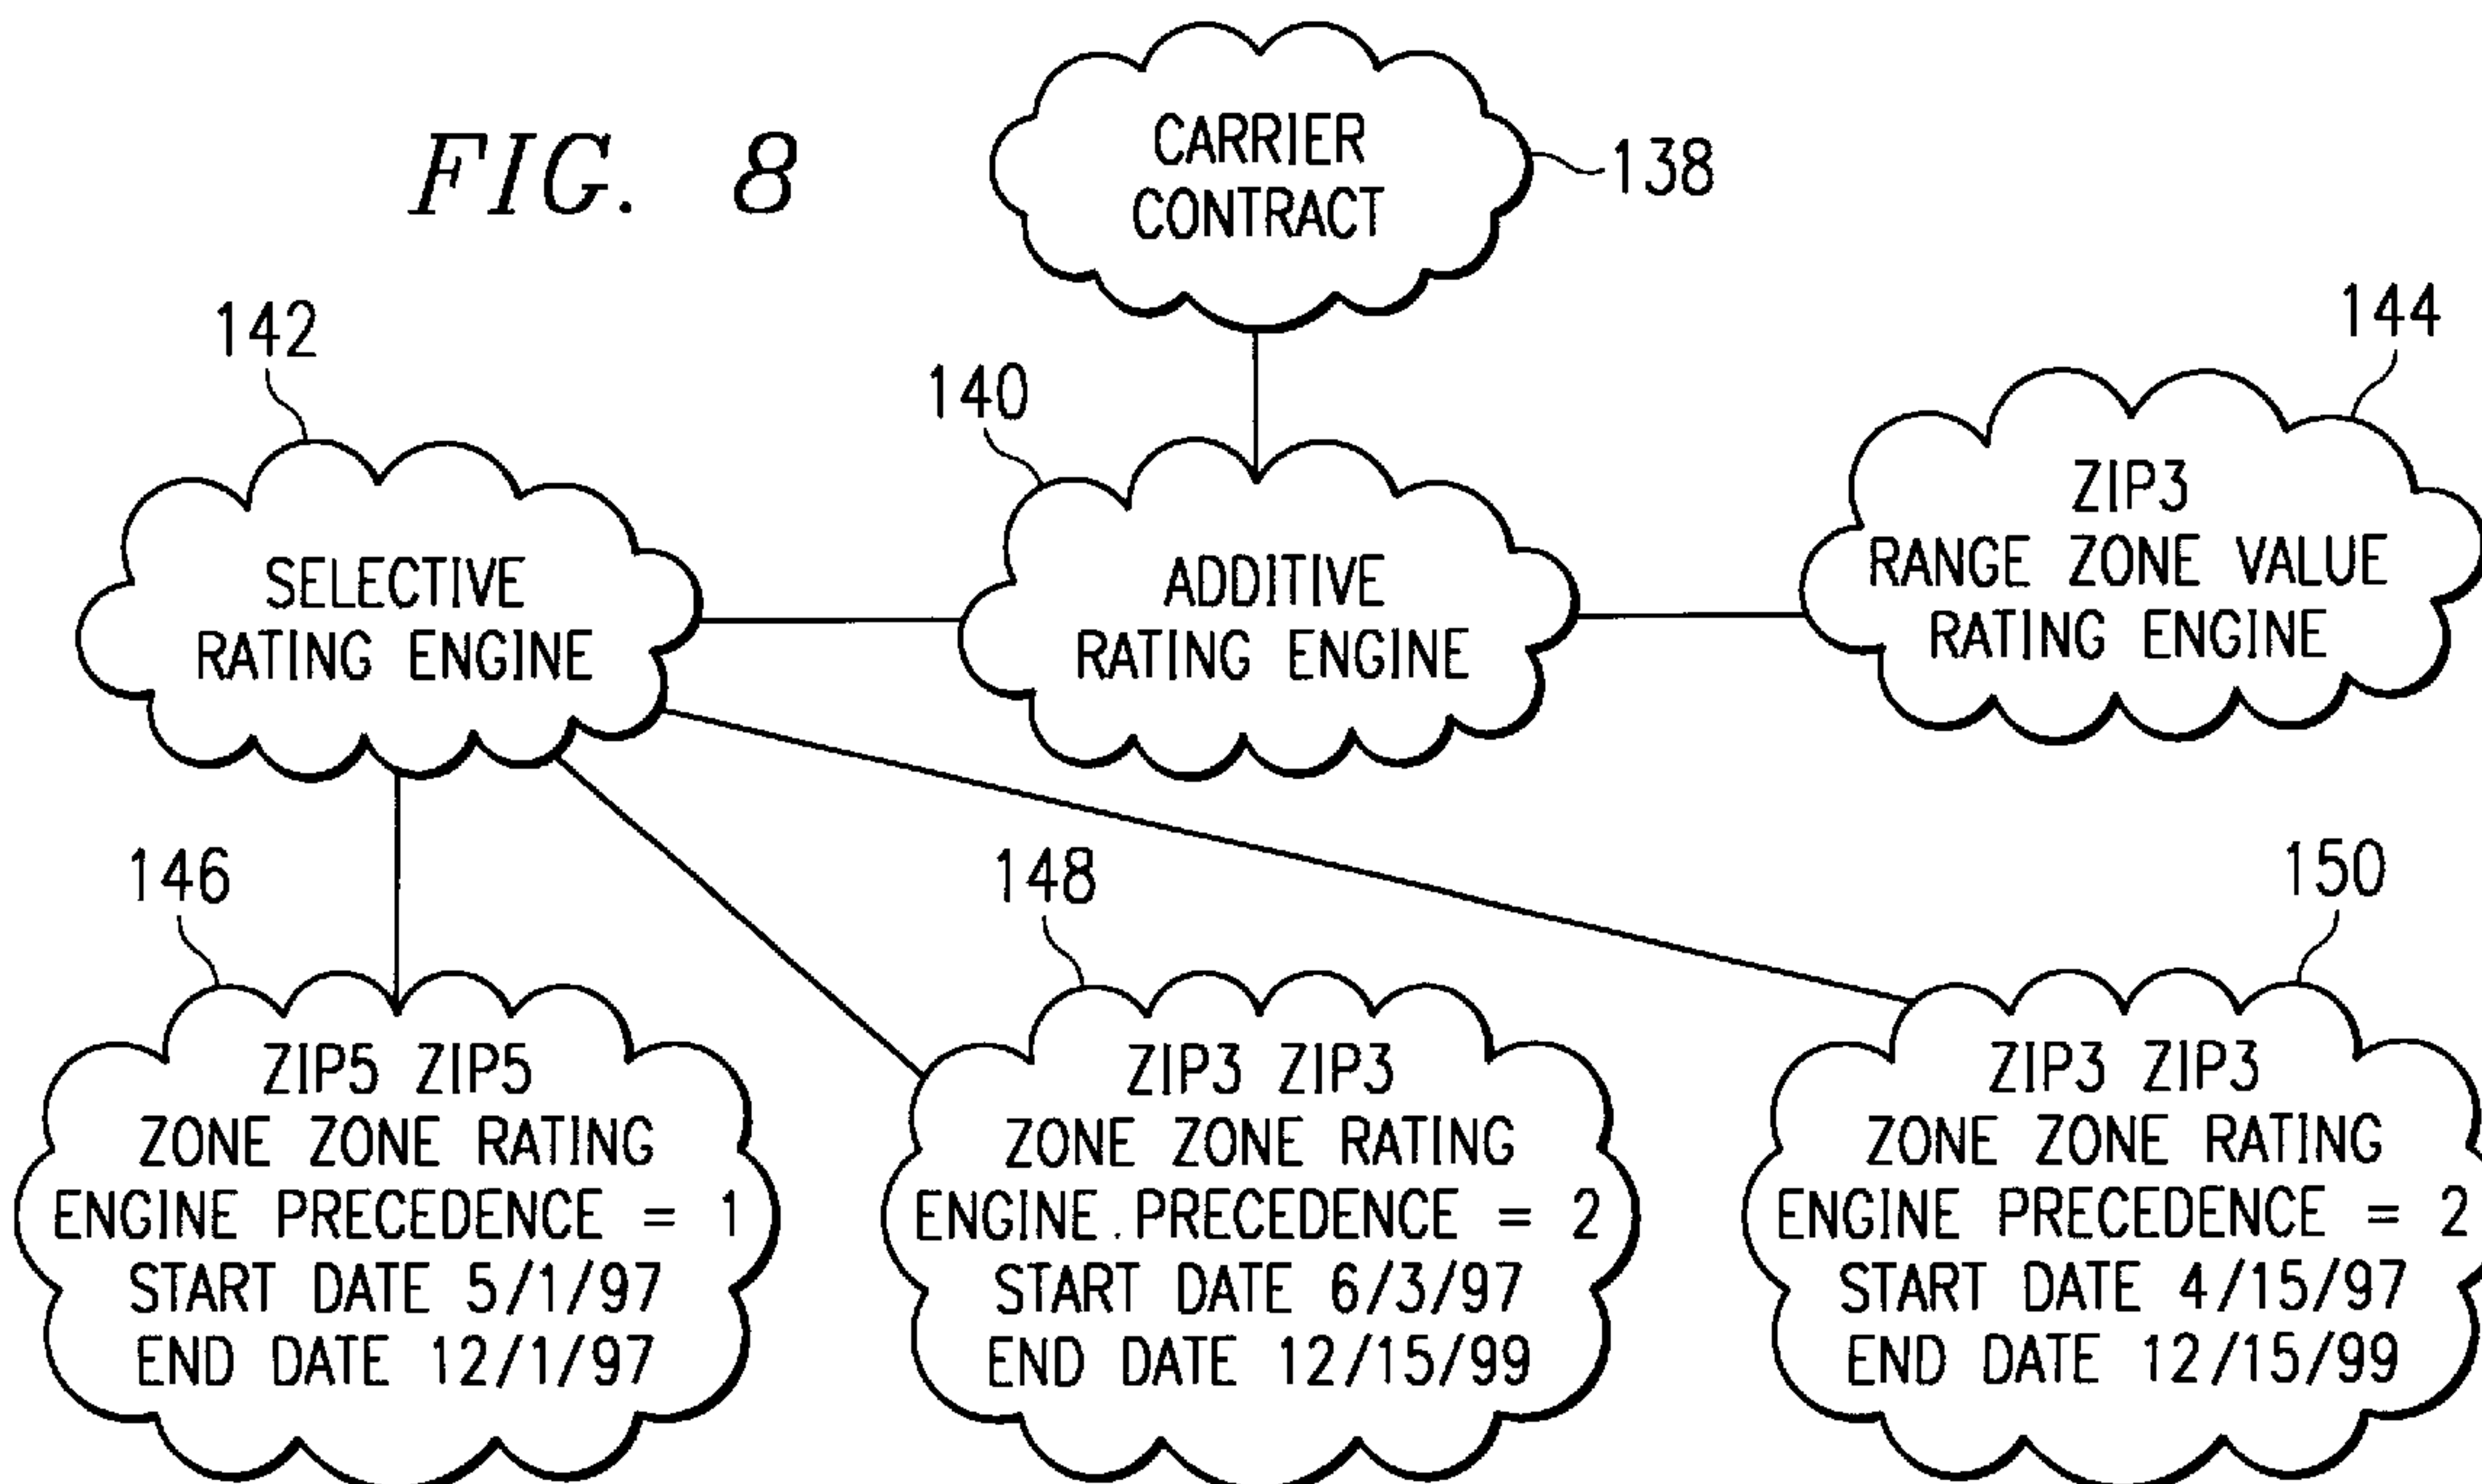 FIG. 8
CARRIER
CONTRACT
138
142
140
144
SELECTIVE
RATING ENGINE
ADDITIVE
RATING ENGINE
ZIP3
RANGE ZONE VALUE
RATING ENGINE
146
148
150
ZIP5 ZIP5
ZONE ZONE RATING
ENGINE PRECEDENCE = 1
START DATE 5/1/97
END DATE 12/1/97
ZIP3 ZIP3
ZONE ZONE RATING
ENGINE.PRECEDENCE = 2
START DATE 6/3/97
END DATE 12/15/99
ZIP3 ZIP3
ZONE ZONE RATING
ENGINE PRECEDENCE = 2
START DATE 4/15/97
END DATE 12/15/99